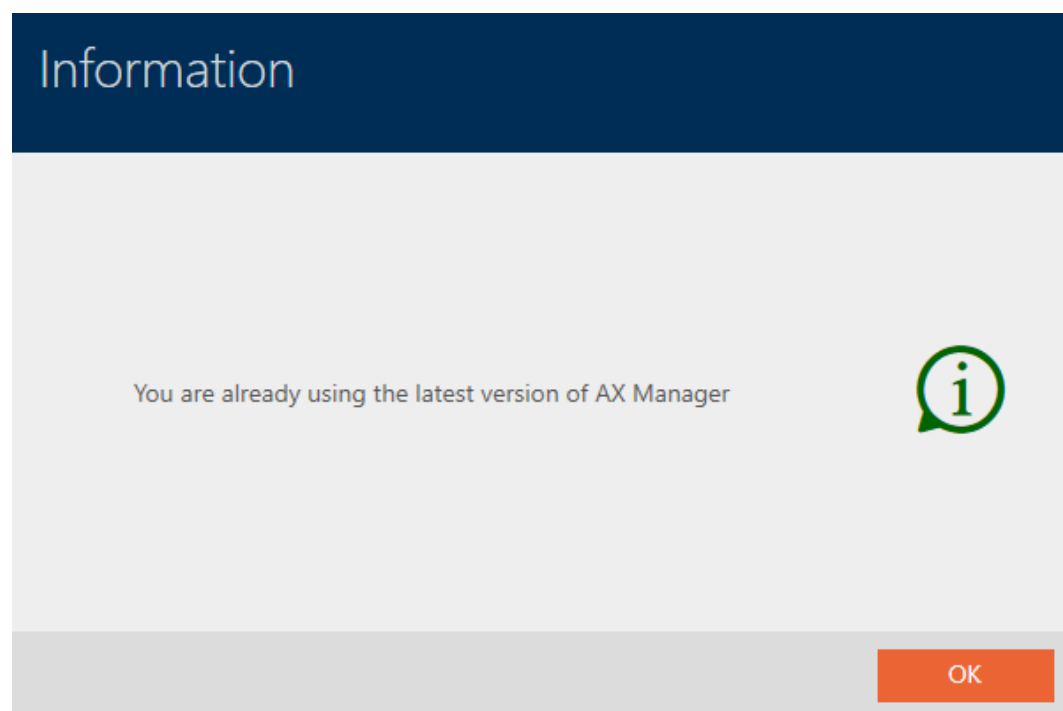 Information
You are already using the latest version of AX Manager
OK